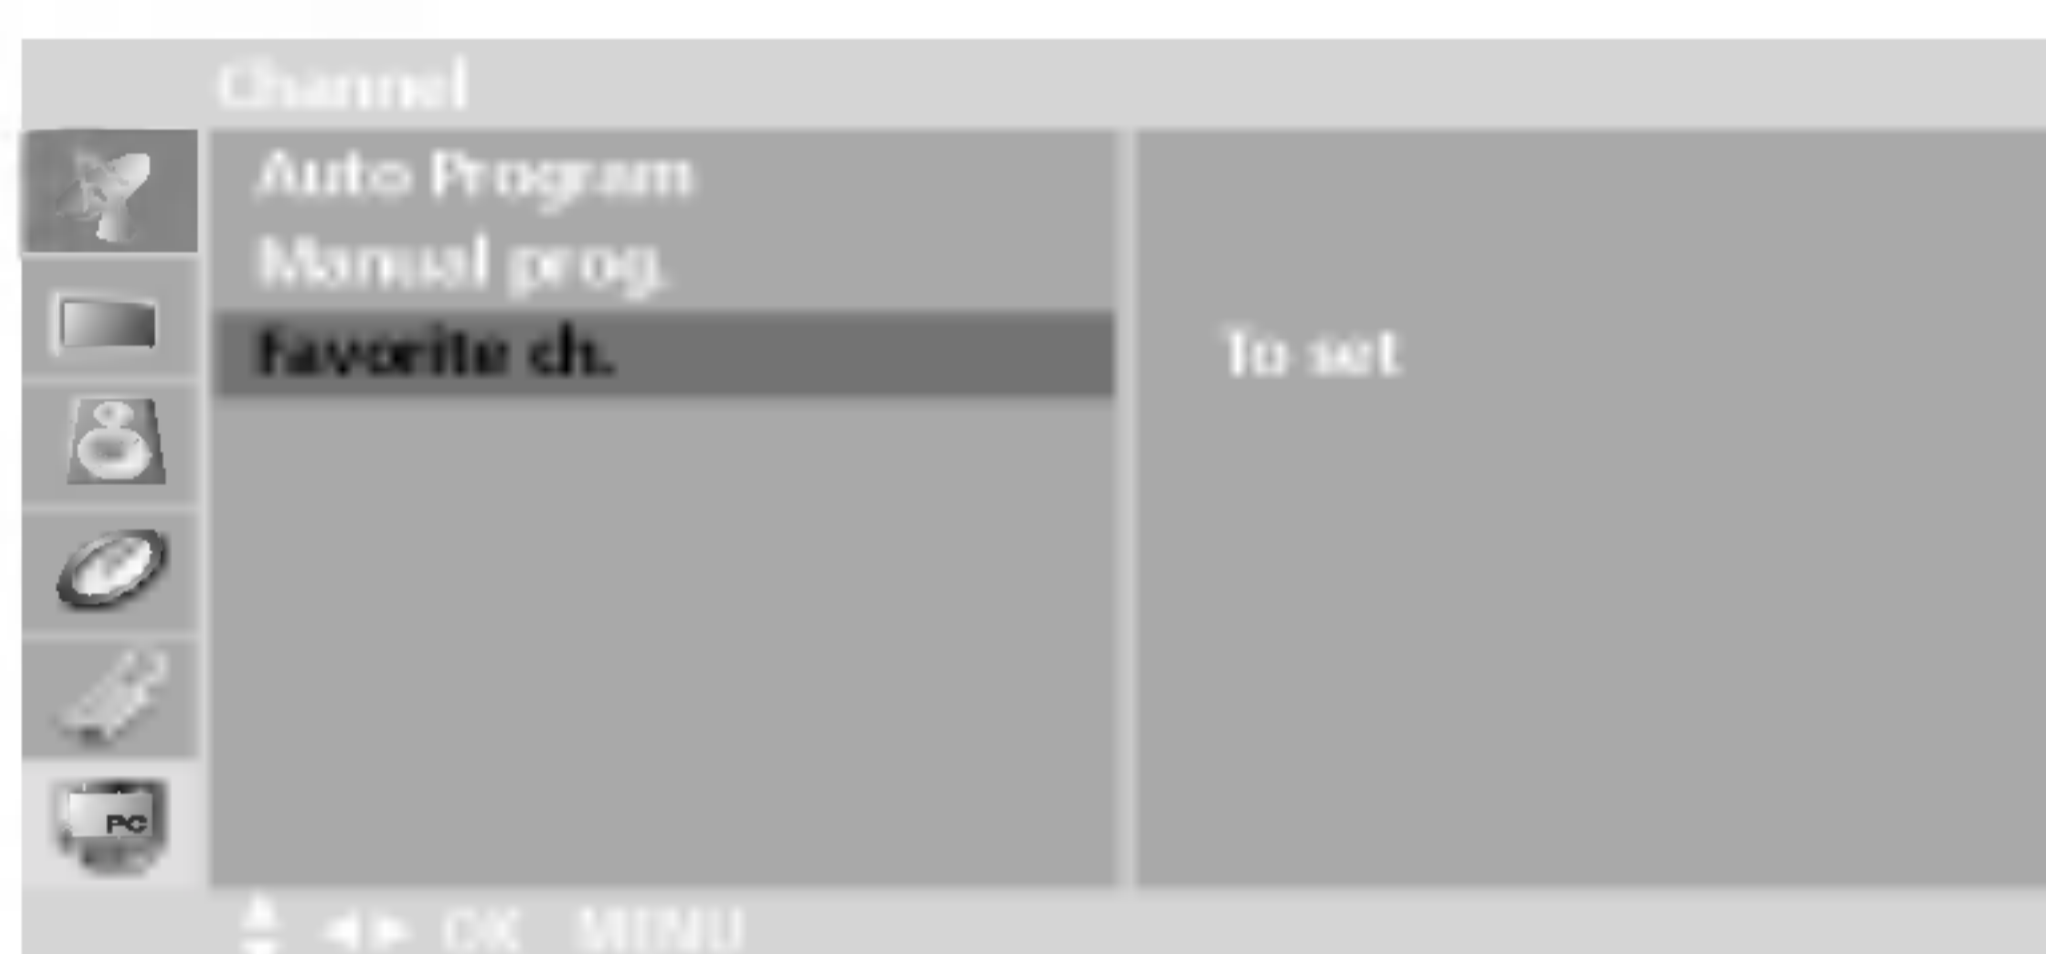 Channel
Auto Program
Manual prog.
Favorite ch. To set
PC
OK MENU